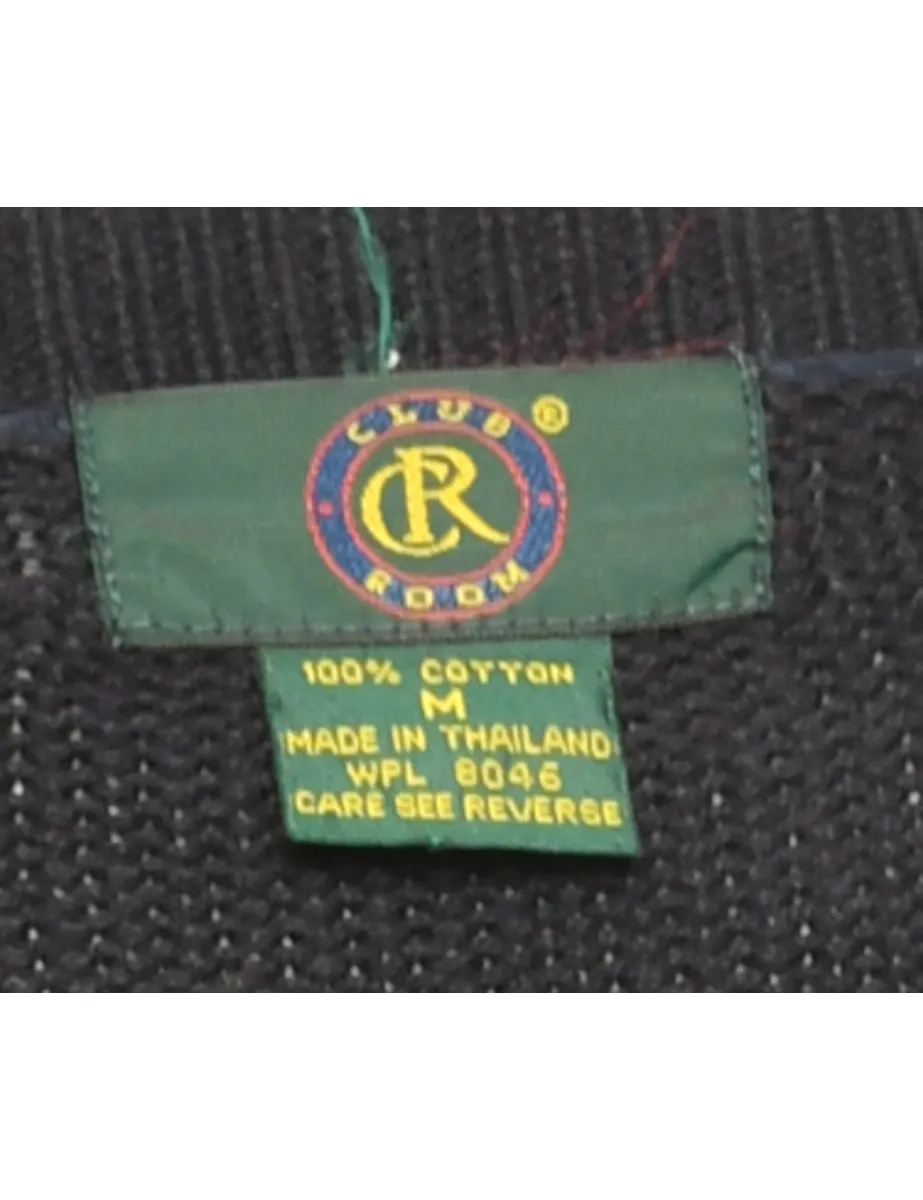 CLUB ®
CR
ROOM
100% COTTON
M
MADE IN THAILAND
WPL 8046
CARE SEE REVERSE